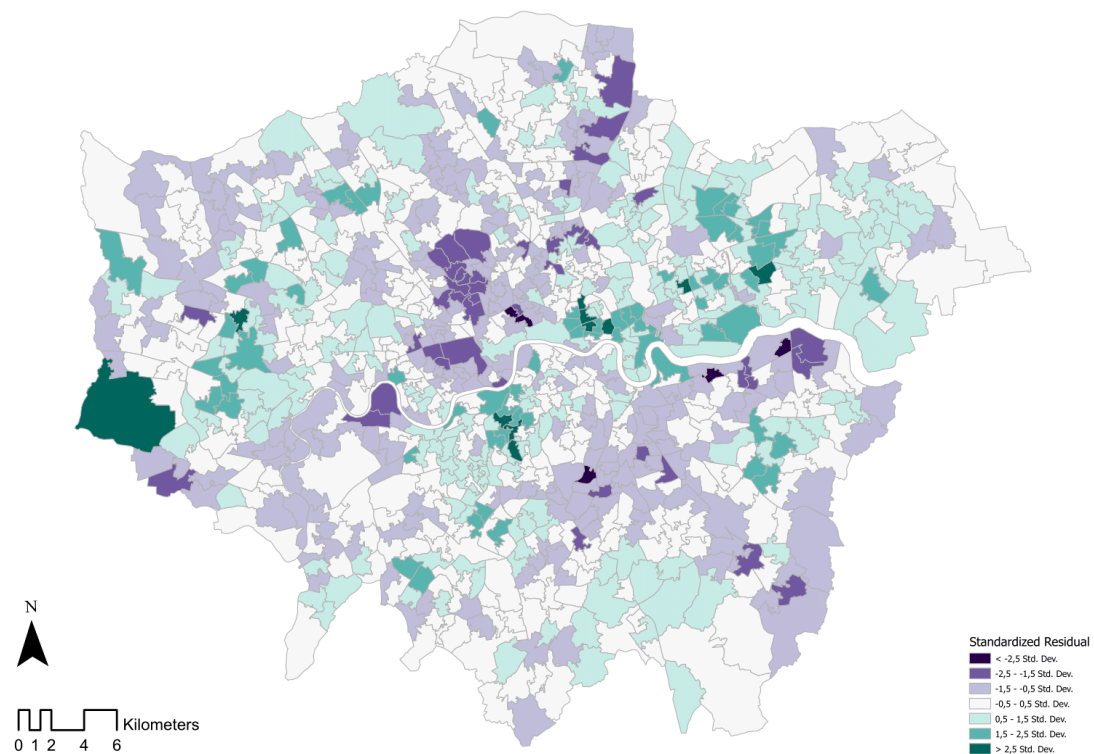 N
Kilometers
0 1 2 4 6
Standardized Residual
< -2,5 Std. Dev.
-2,5 - -1,5 Std. Dev.
-1,5 - -0,5 Std. Dev.
-0,5 - 0,5 Std. Dev.
0,5 - 1,5 Std. Dev.
1,5 - 2,5 Std. Dev.
> 2,5 Std. Dev.